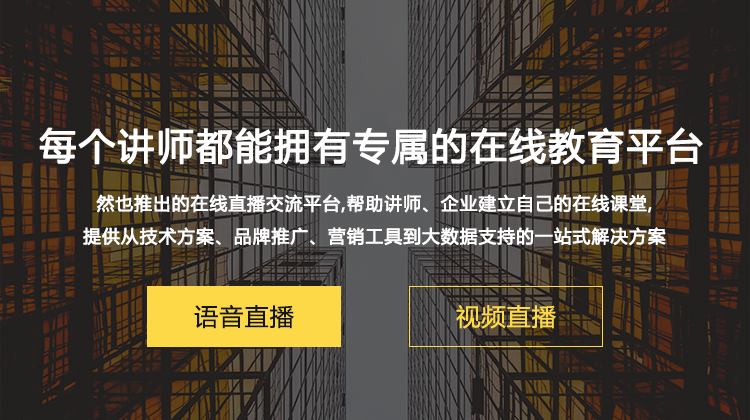 每个讲师都能拥有专属的在线教育平台
然也推出的在线直播交流平台,帮助讲师、企业建立自己的在线课堂,
提供从技术方案、品牌推广、营销工具到大数据支持的一站式解决方案
语音直播
视频直播